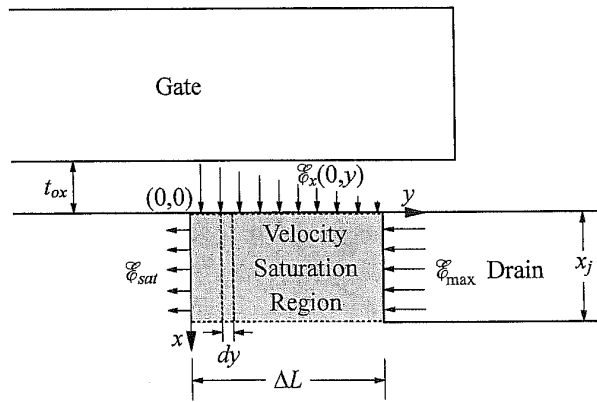 Gate
t_ox
ℰ_x(0,y)
(0,0)
y
Velocity
Saturation
Region
ℰ_sat
ℰ_max Drain
x_j
x
dy
ΔL